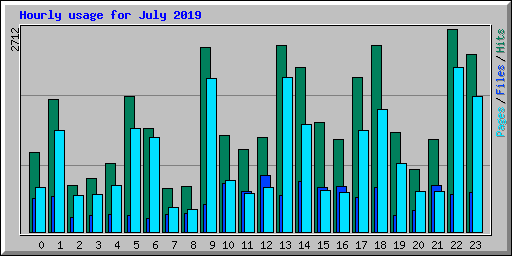 Hourly usage for July 2019
2712
Pages/Files/Hits
0 1 2 3 4 5 6 7 8 9 10 11 12 13 14 15 16 17 18 19 20 21 22 23